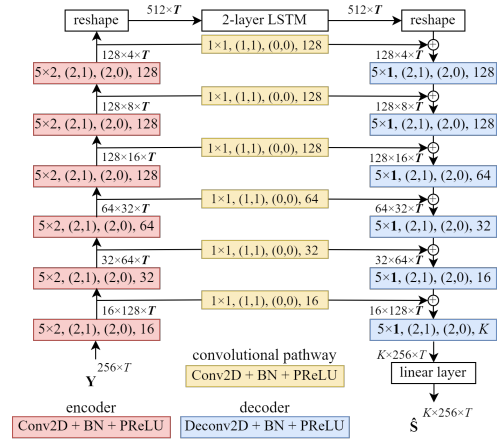 reshape
512×T
2-layer LSTM
512×T
reshape
1×1, (1,1), (0,0), 128
128×4×T
128×4×T
5×2, (2,1), (2,0), 128
5×1, (2,1), (2,0), 128
1×1, (1,1), (0,0), 128
128×8×T
128×8×T
5×2, (2,1), (2,0), 128
5×1, (2,1), (2,0), 128
1×1, (1,1), (0,0), 128
128×16×T
128×16×T
5×2, (2,1), (2,0), 128
5×1, (2,1), (2,0), 64
1×1, (1,1), (0,0), 64
64×32×T
64×32×T
5×2, (2,1), (2,0), 64
5×1, (2,1), (2,0), 32
1×1, (1,1), (0,0), 32
32×64×T
32×64×T
5×2, (2,1), (2,0), 32
5×1, (2,1), (2,0), 16
1×1, (1,1), (0,0), 16
16×128×T
16×128×T
5×2, (2,1), (2,0), 16
5×1, (2,1), (2,0), K
Y 256×T
convolutional pathway
Conv2D + BN + PReLU
K×256×T
linear layer
Ŝ K×256×T
encoder
Conv2D + BN + PReLU
decoder
Deconv2D + BN + PReLU